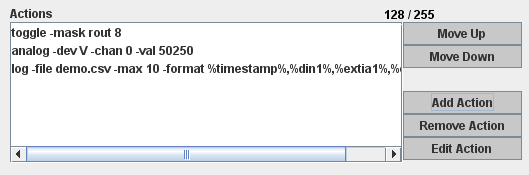 Actions
128 / 255
toggle -mask rout 8
analog -dev V -chan 0 -val 50250
log -file demo.csv -max 10 -format %timestamp%,%din1%,%extia1%,%
Move Up
Move Down
Add Action
Remove Action
Edit Action